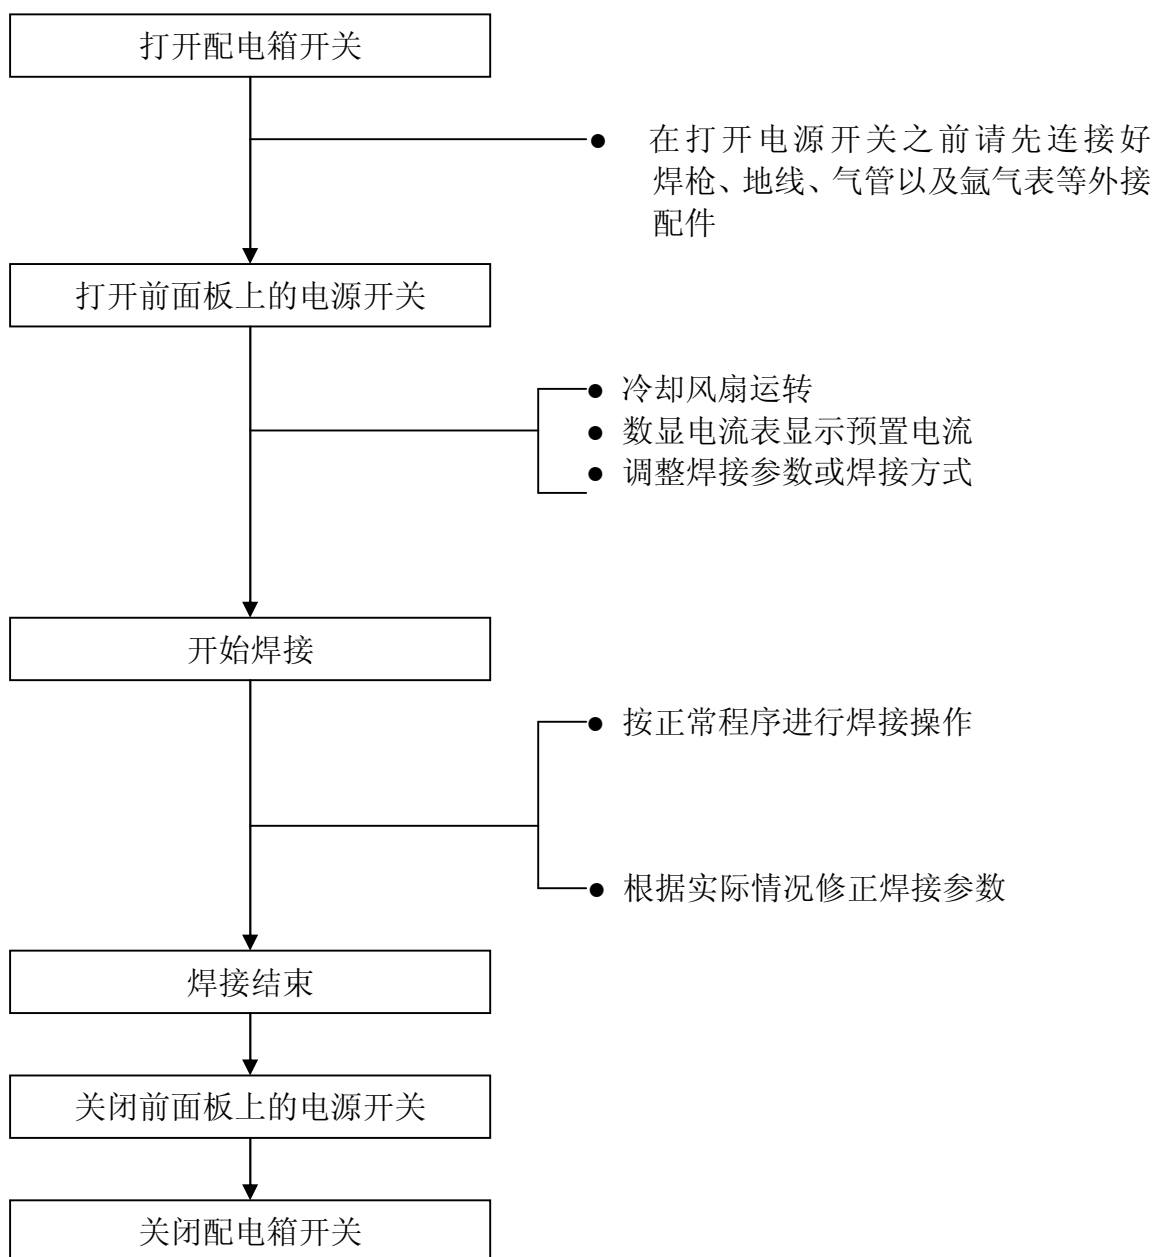 打开配电箱开关
● 在打开电源开关之前请先连接好
焊枪、地线、气管以及氩气表等外接
配件
打开前面板上的电源开关
● 冷却风扇运转
● 数显电流表显示预置电流
● 调整焊接参数或焊接方式
开始焊接
● 按正常程序进行焊接操作
● 根据实际情况修正焊接参数
焊接结束
关闭前面板上的电源开关
关闭配电箱开关